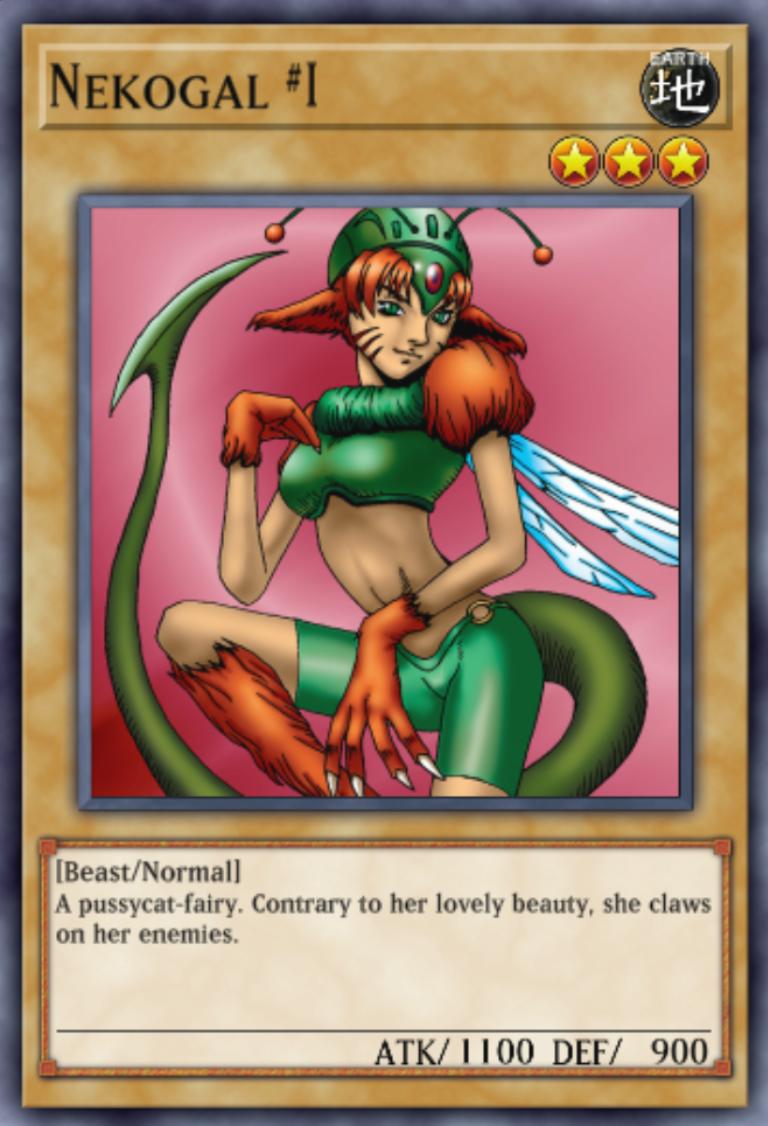 NEKOGAL #1
EARTH
地
[Beast/Normal]
A pussycat-fairy. Contrary to her lovely beauty, she claws
on her enemies.
ATK/ 1100 DEF/ 900